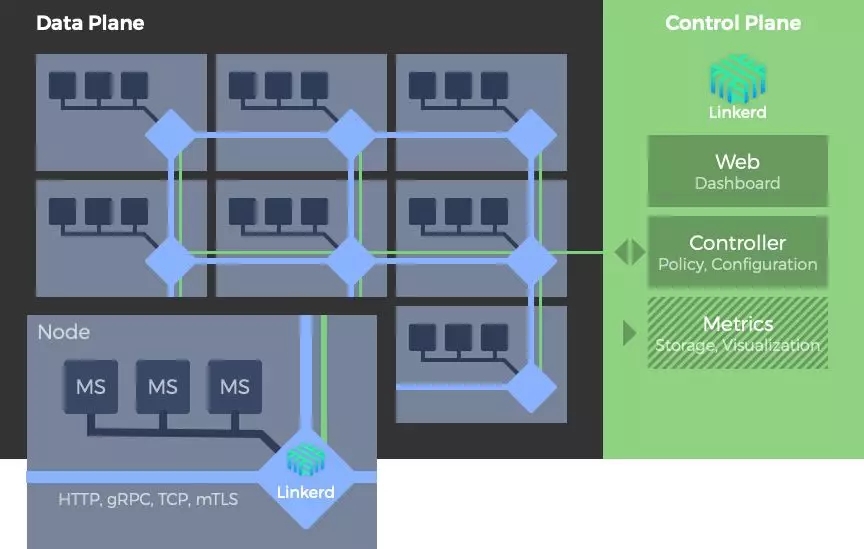 Data Plane
Control Plane
Linkerd
Web
Dashboard
Controller
Policy, Configuration
Metrics
Storage, Visualization
Node
MS MS MS
Linkerd
HTTP, gRPC, TCP, mTLS